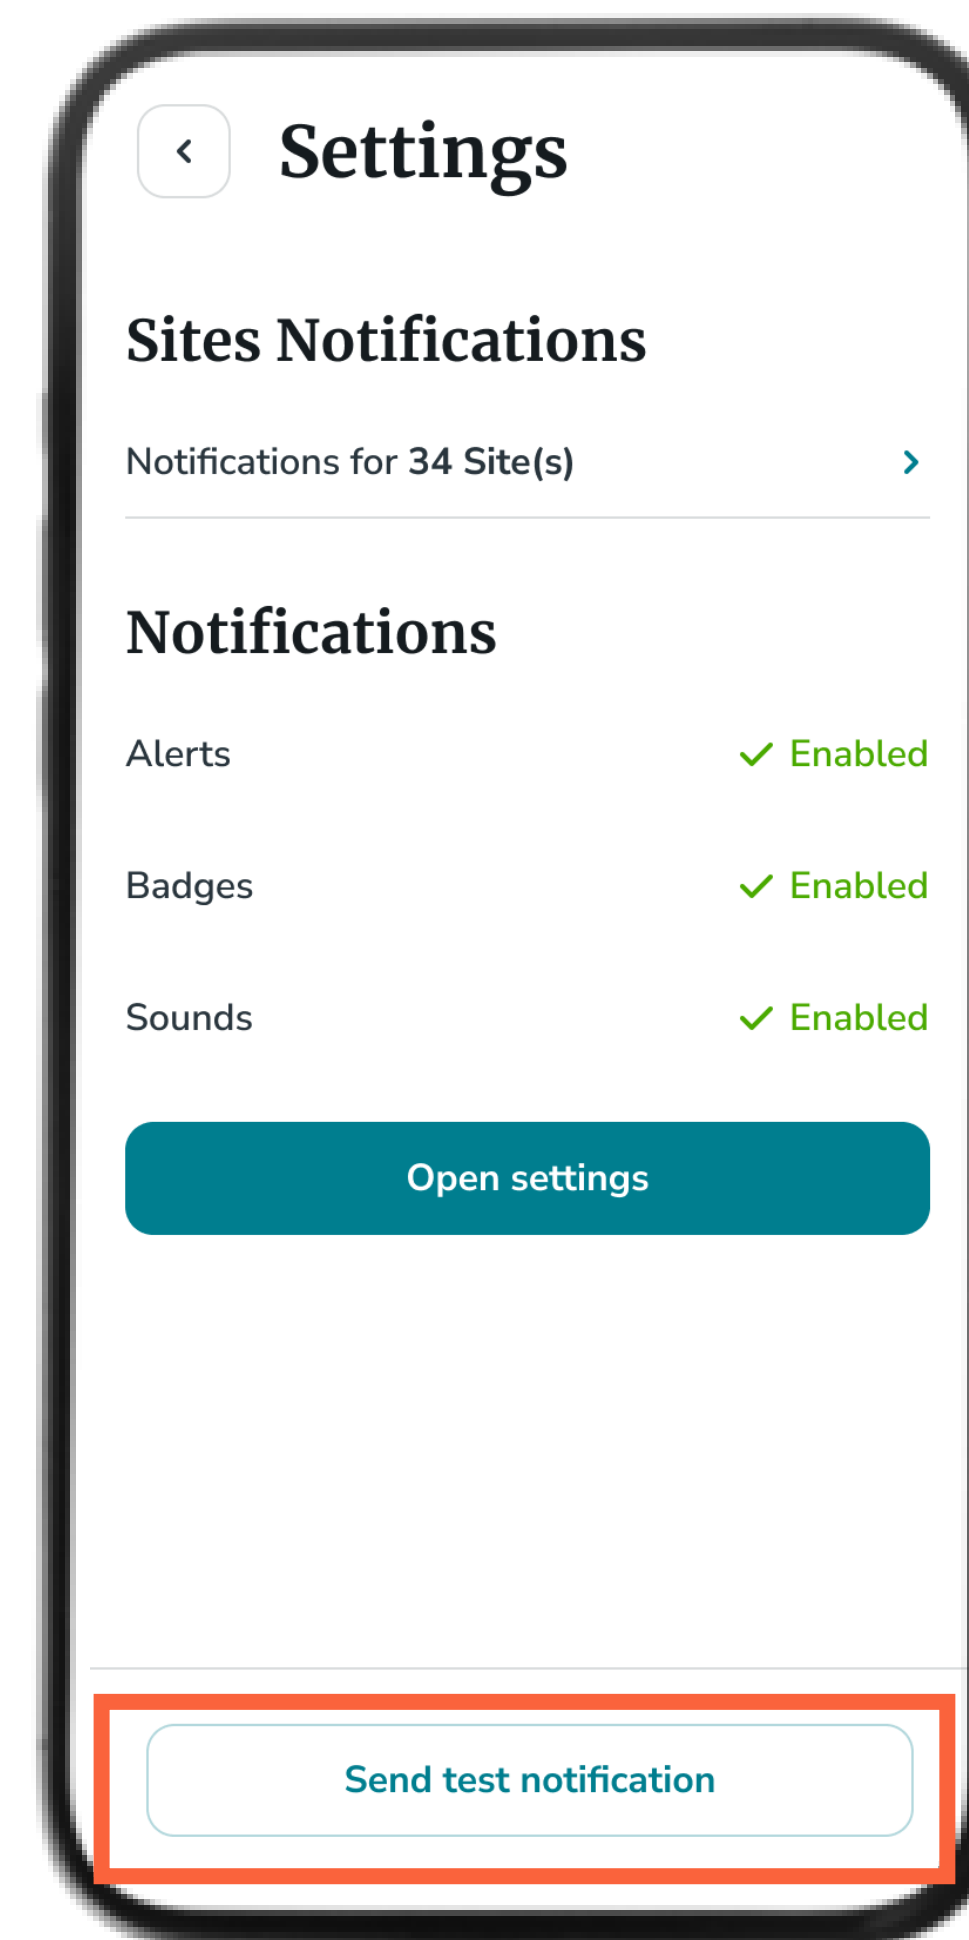 Settings
Sites Notifications
Notifications for 34 Site(s)
Notifications
Alerts Enabled
Badges Enabled
Sounds Enabled
Open settings
Send test notification